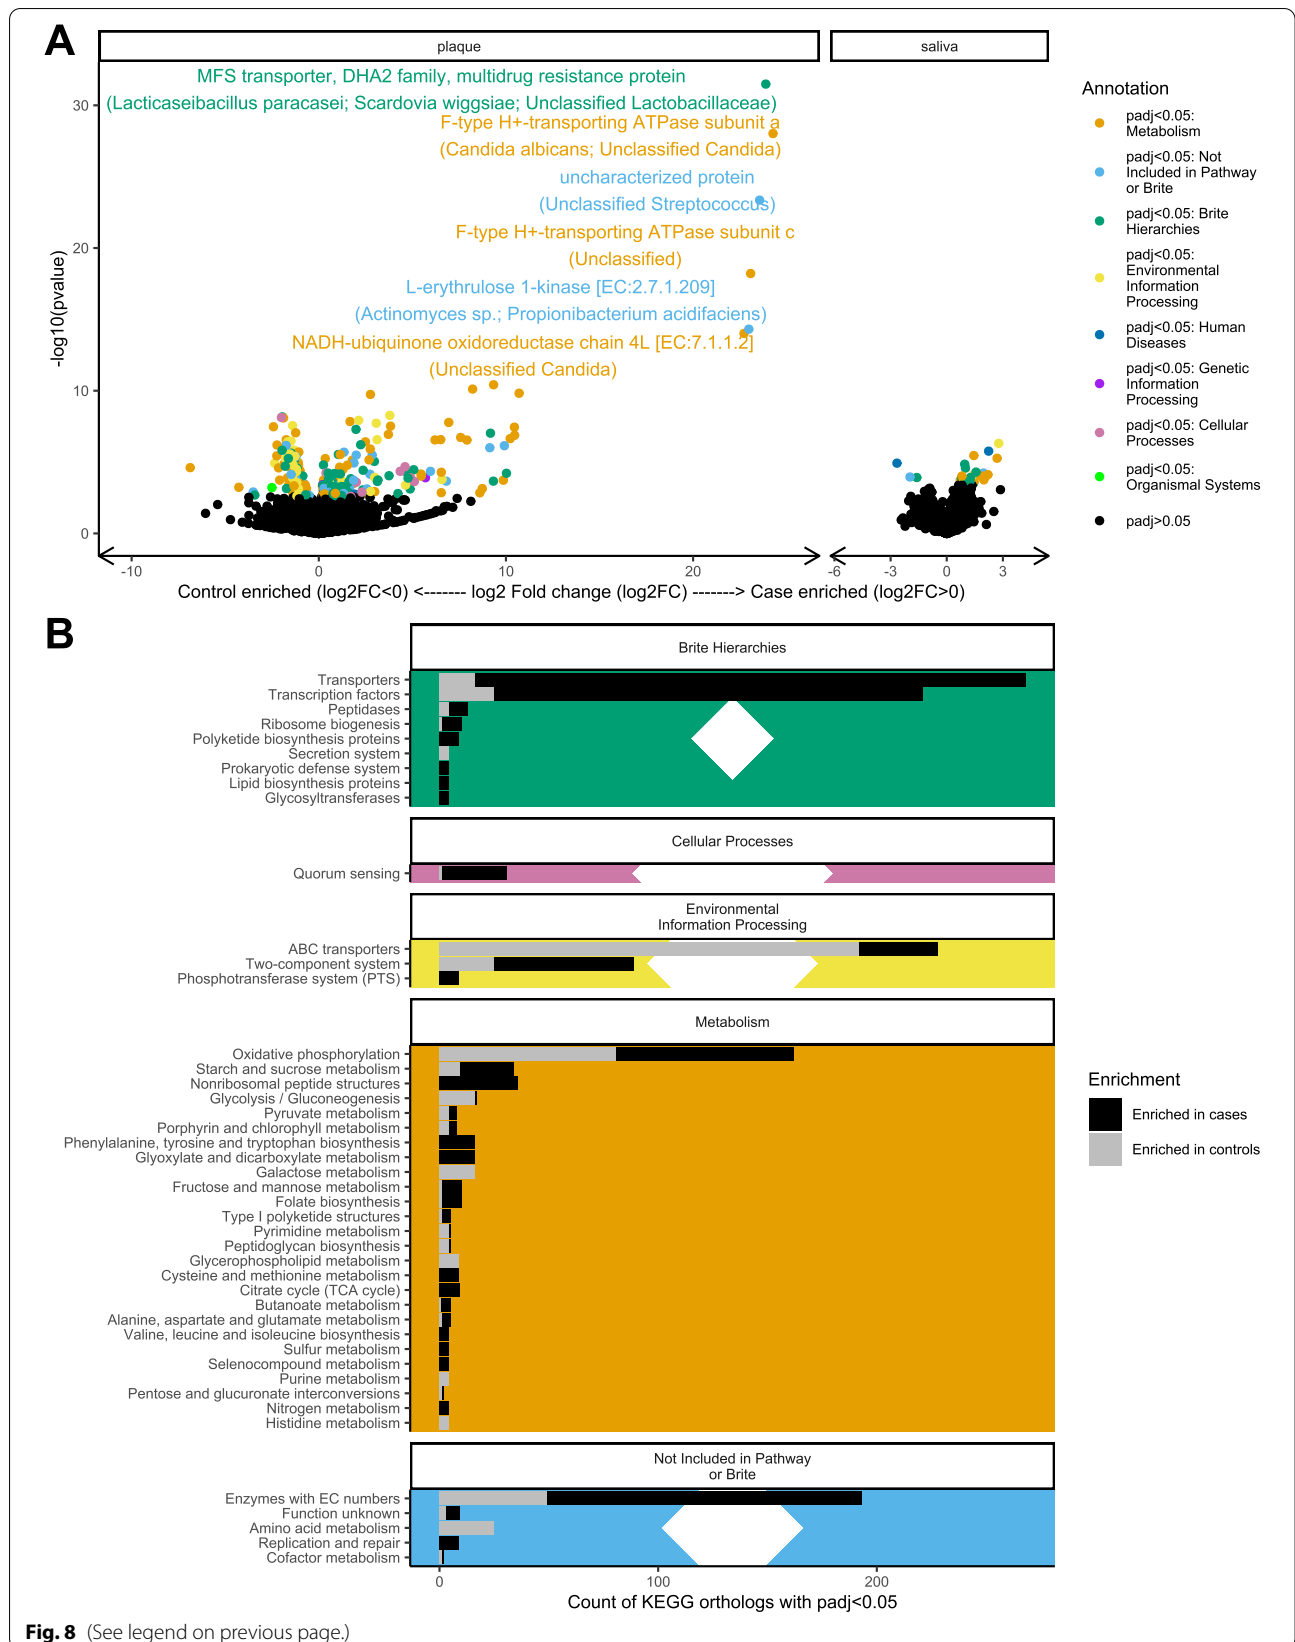 A
plaque
saliva
MFS transporter, DHA2 family, multidrug resistance protein
(Lacticaseibacillus paracasei; Scardovia wiggsiae; Unclassified Lactobacillaceae)
F-type H+-transporting ATPase subunit a
(Candida albicans; Unclassified Candida)
uncharacterized protein
(Unclassified Streptococcus)
F-type H+-transporting ATPase subunit c
(Unclassified)
L-erythrulose 1-kinase [EC:2.7.1.209]
(Actinomyces sp.; Propionibacterium acidifaciens)
NADH-ubiquinone oxidoreductase chain 4L [EC:7.1.1.2]
(Unclassified Candida)
30
20
10
0
-log10(pvalue)
-10 0 10 20
-6 -3 0 3
Control enriched (log2FC<0) <------- log2 Fold change (log2FC) -------> Case enriched (log2FC>0)
Annotation
padj<0.05:
Metabolism
padj<0.05: Not
Included in Pathway
or Brite
padj<0.05: Brite
Hierarchies
padj<0.05:
Environmental
Information
Processing
padj<0.05: Human
Diseases
padj<0.05: Genetic
Information
Processing
padj<0.05: Cellular
Processes
padj<0.05:
Organismal Systems
padj>0.05
B
Brite Hierarchies
Transporters
Transcription factors
Peptidases
Ribosome biogenesis
Polyketide biosynthesis proteins
Secretion system
Prokaryotic defense system
Lipid biosynthesis proteins
Glycosyltransferases
Cellular Processes
Quorum sensing
Environmental
Information Processing
ABC transporters
Two-component system
Phosphotransferase system (PTS)
Metabolism
Oxidative phosphorylation
Starch and sucrose metabolism
Nonribosomal peptide structures
Glycolysis / Gluconeogenesis
Pyruvate metabolism
Porphyrin and chlorophyll metabolism
Phenylalanine, tyrosine and tryptophan biosynthesis
Glyoxylate and dicarboxylate metabolism
Galactose metabolism
Fructose and mannose metabolism
Folate biosynthesis
Type I polyketide structures
Pyrimidine metabolism
Peptidoglycan biosynthesis
Glycerophospholipid metabolism
Cysteine and methionine metabolism
Citrate cycle (TCA cycle)
Butanoate metabolism
Alanine, aspartate and glutamate metabolism
Valine, leucine and isoleucine biosynthesis
Sulfur metabolism
Selenocompound metabolism
Purine metabolism
Pentose and glucuronate interconversions
Nitrogen metabolism
Histidine metabolism
Not Included in Pathway
or Brite
Enzymes with EC numbers
Function unknown
Amino acid metabolism
Replication and repair
Cofactor metabolism
0 100 200
Count of KEGG orthologs with padj<0.05
Enrichment
Enriched in cases
Enriched in controls
Fig. 8 (See legend on previous page.)